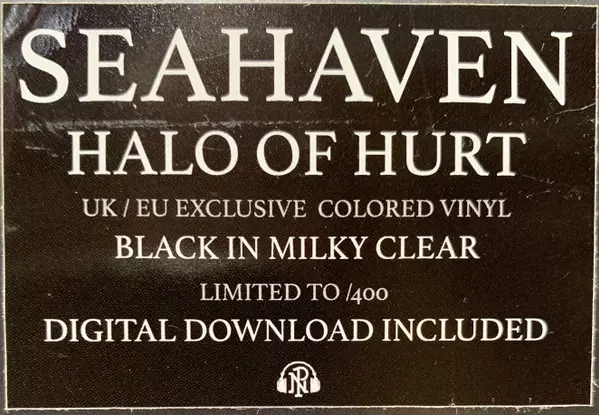 SEAHAVEN
HALO OF HURT
UK / EU EXCLUSIVE COLORED VINYL
BLACK IN MILKY CLEAR
LIMITED TO /400
DIGITAL DOWNLOAD INCLUDED
PN